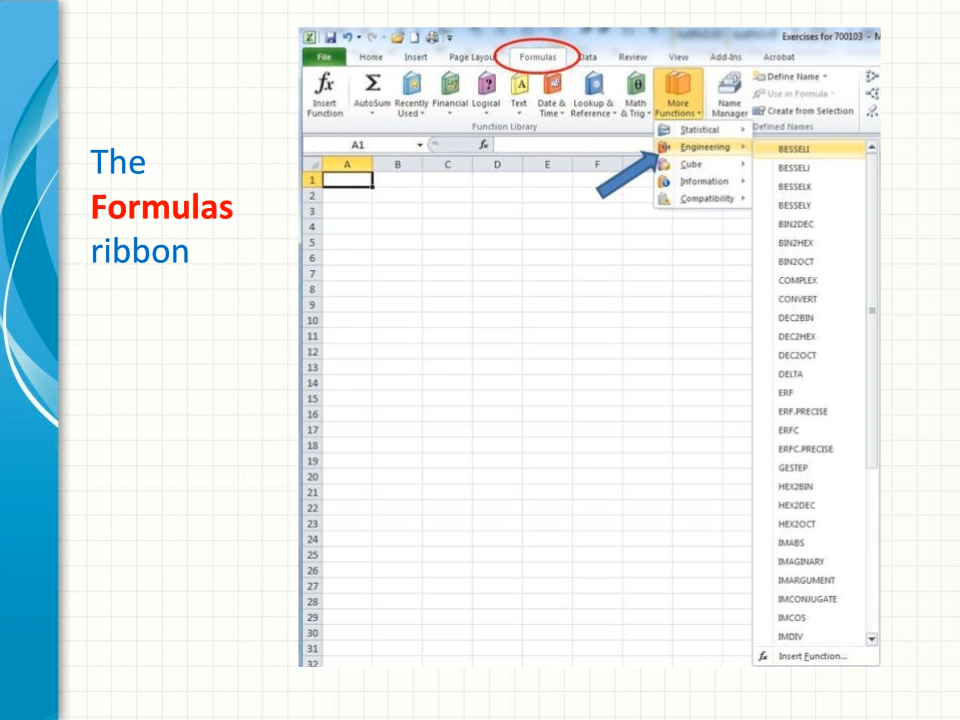 The
Formulas
ribbon
Exercises for 700103 - M
File Home Insert Page Layout Formulas Data Review View Add-Ins Acrobat
fx Σ A θ
Insert Function AutoSum Recently Used Financial Logical Text Date & Time Lookup & Reference Math & Trig More Functions Name Manager
Define Name
Use in Formula
Create from Selection
Function Library Defined Names
A1 fx
Statistical
Engineering
Cube
Information
Compatibility
A B C D E F
1
2
3
4
5
6
7
8
9
10
11
12
13
14
15
16
17
18
19
20
21
22
23
24
25
26
27
28
29
30
31
32
BESSELI
BESSELJ
BESSELK
BESSELY
BIN2DEC
BIN2HEX
BIN2OCT
COMPLEX
CONVERT
DEC2BIN
DEC2HEX
DEC2OCT
DELTA
ERF
ERF.PRECISE
ERFC
ERFC.PRECISE
GESTEP
HEX2BIN
HEX2DEC
HEX2OCT
IMABS
IMAGINARY
IMARGUMENT
IMCONJUGATE
IMCOS
IMDIV
fx Insert Function...